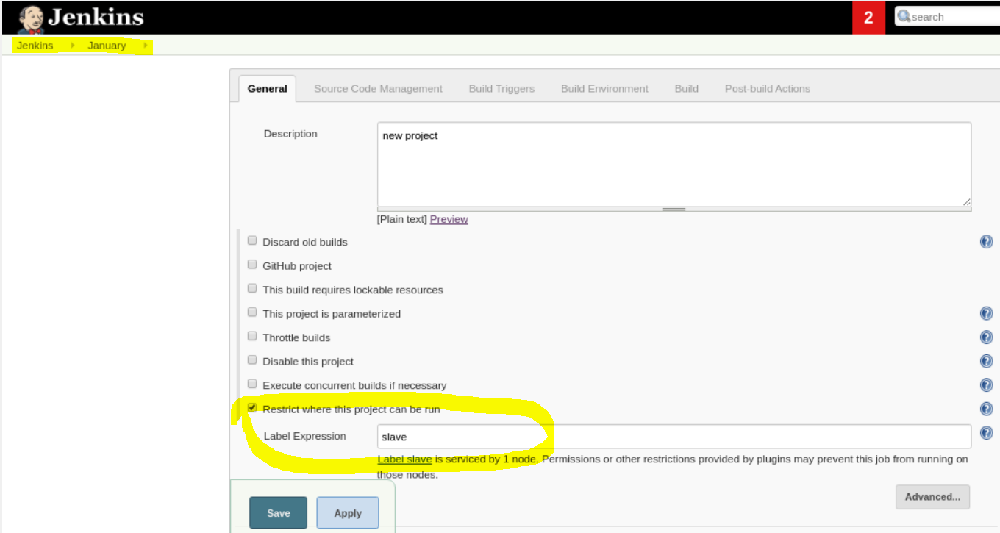 Jenkins
2
search
Jenkins January
General Source Code Management Build Triggers Build Environment Build Post-build Actions
Description
new project
[Plain text] Preview
Discard old builds
GitHub project
This build requires lockable resources
This project is parameterized
Throttle builds
Disable this project
Execute concurrent builds if necessary
Restrict where this project can be run
Label Expression
slave
Label slave is serviced by 1 node. Permissions or other restrictions provided by plugins may prevent this job from running on
those nodes.
Advanced...
Save Apply